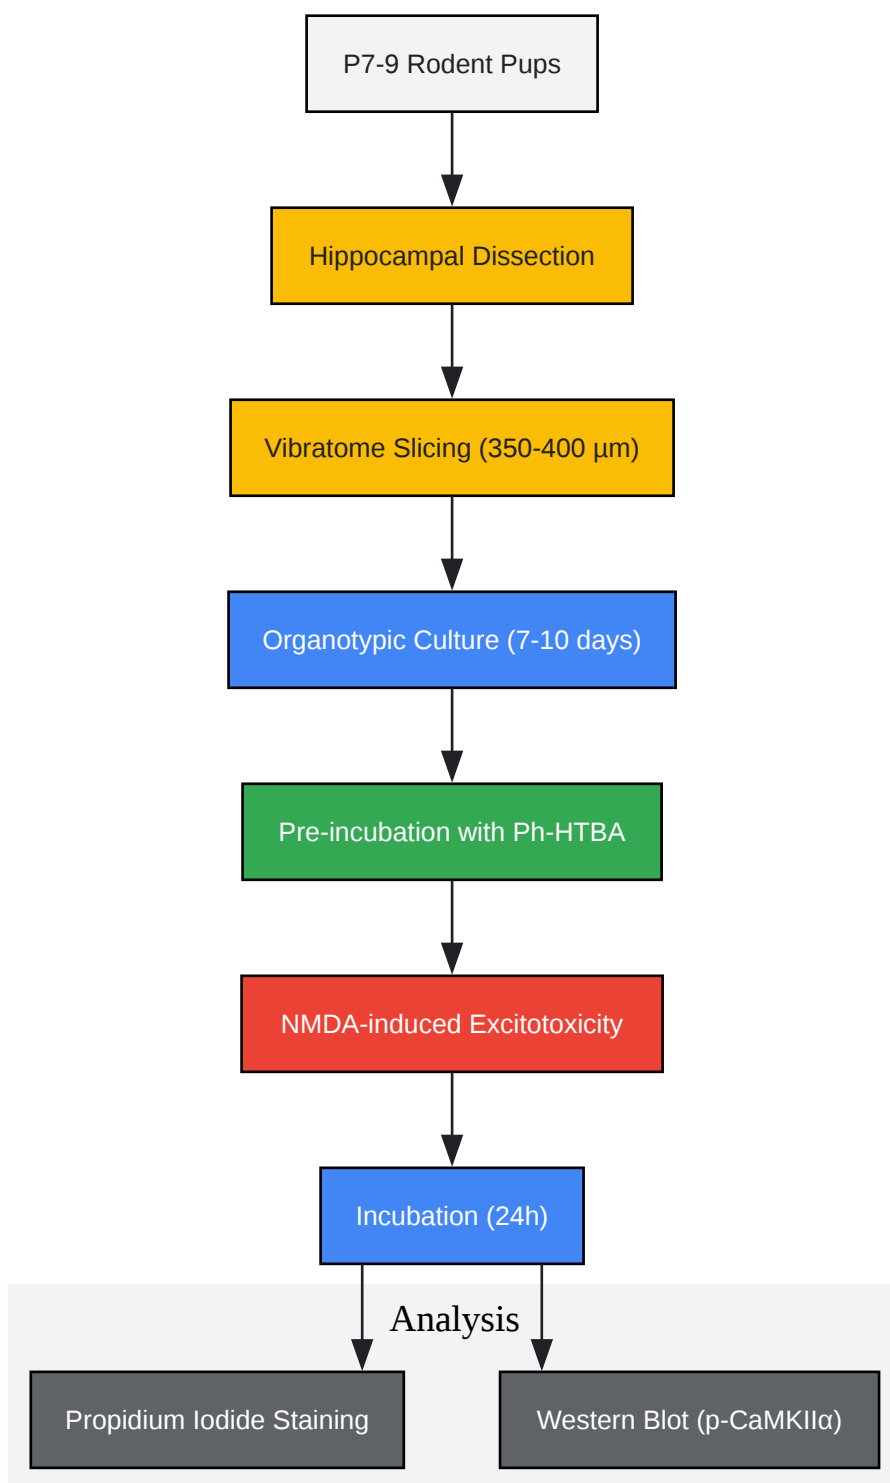 P7-9 Rodent Pups
Hippocampal Dissection
Vibratome Slicing (350-400 µm)
Organotypic Culture (7-10 days)
Pre-incubation with Ph-HTBA
NMDA-induced Excitotoxicity
Incubation (24h)
Analysis
Propidium Iodide Staining
Western Blot (p-CaMKIIα)